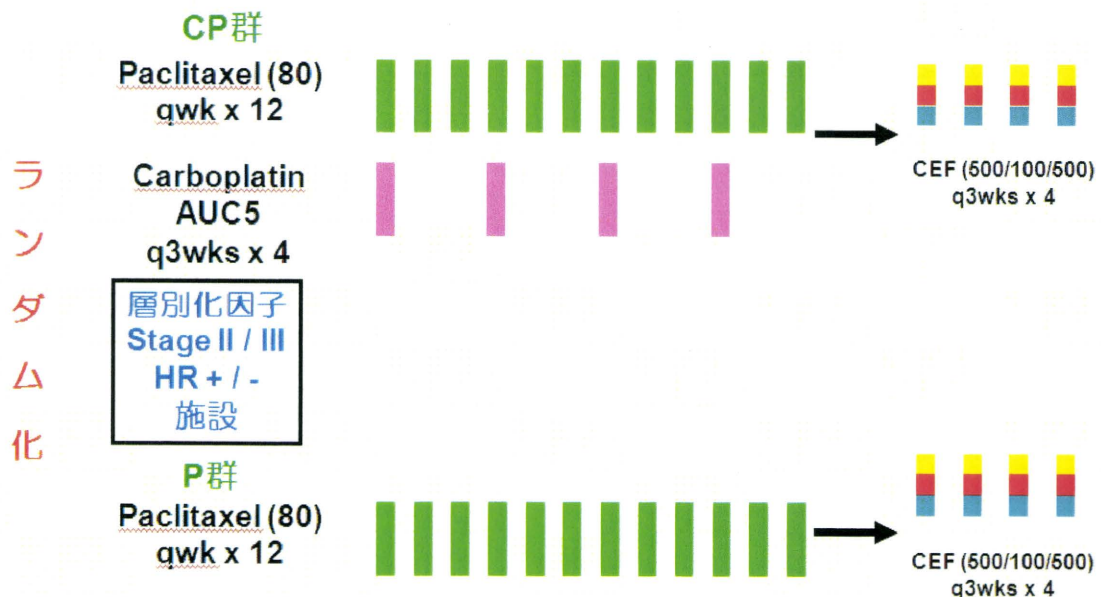 ランダム化
CP群
Paclitaxel (80)
qwk x 12
Carboplatin
AUC5
q3wks x 4
CEF (500/100/500)
q3wks x 4
層別化因子
Stage II / III
HR + / -
施設
P群
Paclitaxel (80)
qwk x 12
CEF (500/100/500)
q3wks x 4